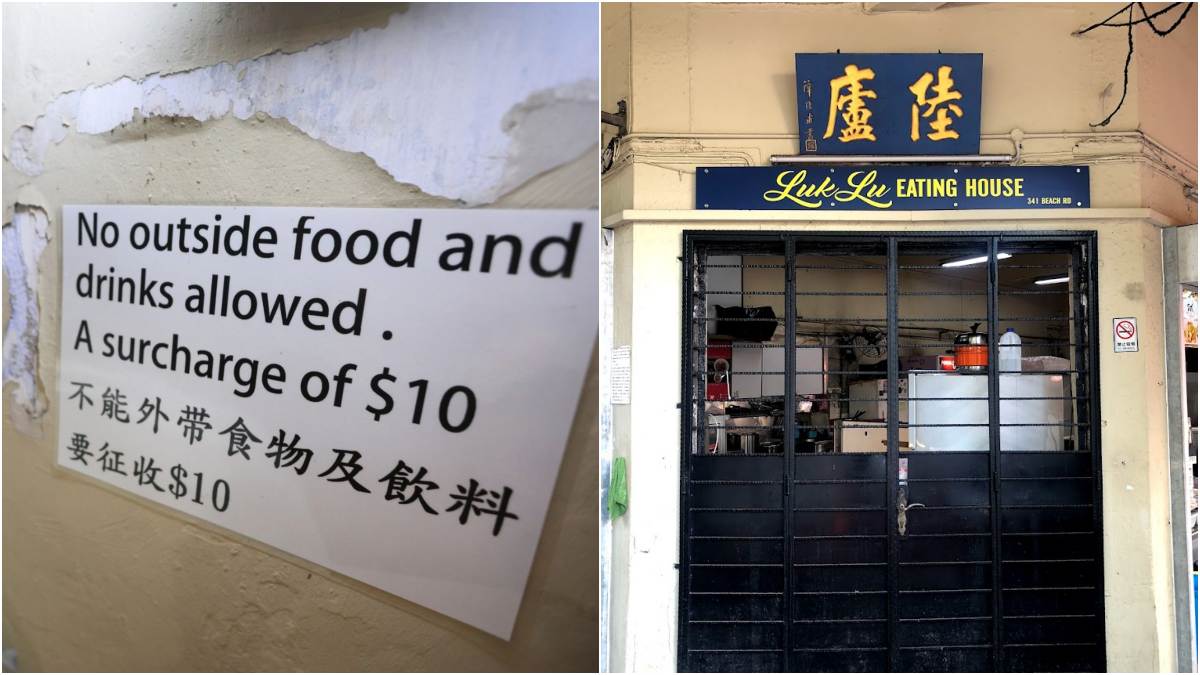 No outside food and
drinks allowed .
A surcharge of $10
不能外带食物及飲料
要征收$10
陸廬
Luk Lu EATING HOUSE
341 BEACH RD